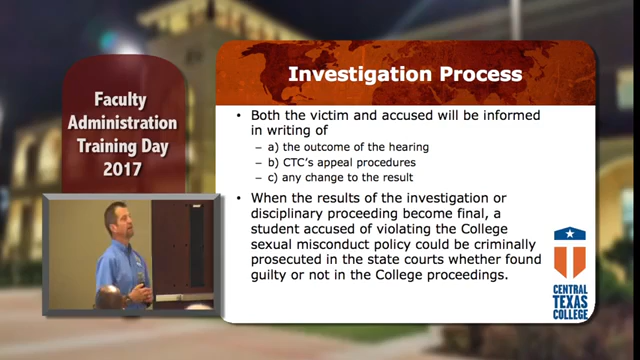 Faculty
Administration
Training Day
2017
Investigation Process
• Both the victim and accused will be informed
in writing of
– a) the outcome of the hearing
– b) CTC's appeal procedures
– c) any change to the result
• When the results of the investigation or
disciplinary proceeding become final, a
student accused of violating the College
sexual misconduct policy could be criminally
prosecuted in the state courts whether found
guilty or not in the College proceedings.
CENTRAL
TEXAS
COLLEGE